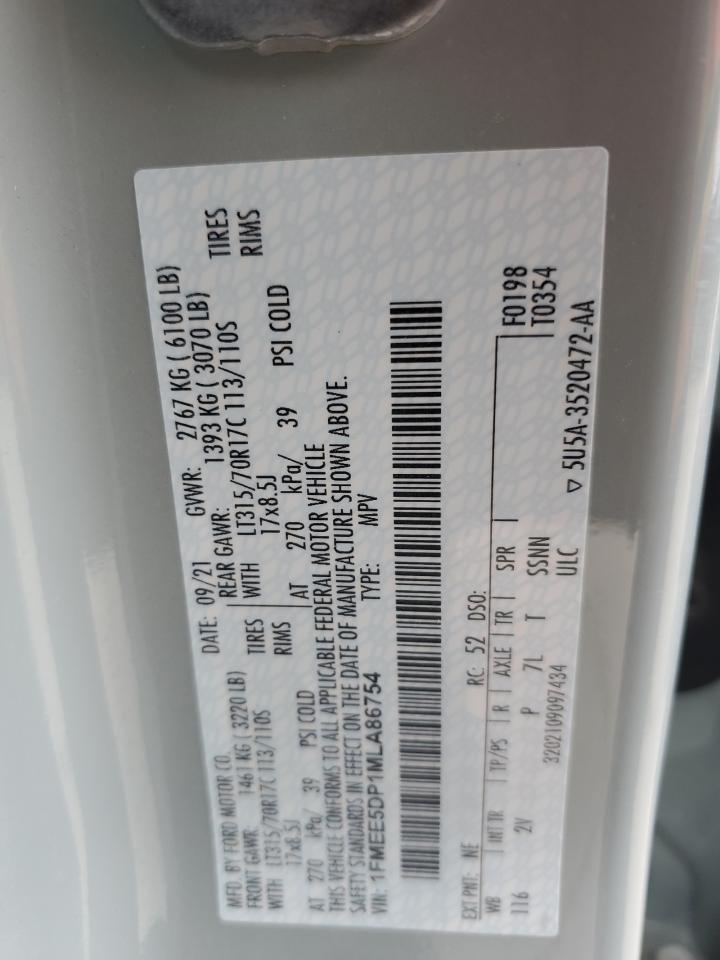 MFD. BY FORD MOTOR CO. DATE: 09/21 GVWR: 2767 KG ( 6100 LB)
FRONT GAWR: 1461 KG ( 3220 LB) REAR GAWR: 1393 KG ( 3070 LB)
WITH LT315/70R17C 113/110S TIRES WITH LT315/70R17C 113/110S TIRES
17x8.5J RIMS 17x8.5J RIMS
AT 270 kPa/ 39 PSI COLD AT 270 kPa/ 39 PSI COLD
THIS VEHICLE CONFORMS TO ALL APPLICABLE FEDERAL MOTOR VEHICLE
SAFETY STANDARDS IN EFFECT ON THE DATE OF MANUFACTURE SHOWN ABOVE.
VIN: 1FMEE5DP1MLA86754 TYPE: MPV
EXT PNT: NE RC: 52 DSO:
WB INT TR TP/PS R AXLE TR SPR F0198
116 2V P 7L T SSNN T0354
3202109097434 ULC ▽ 5U5A-3520472-AA